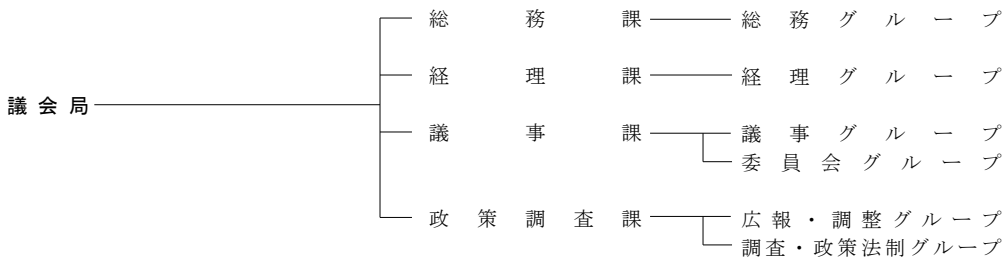 総務課 総務グループ
経理課 経理グループ
議会局
議事課 議事グループ
委員会グループ
政策調査課 広報・調整グループ
調査・政策法制グループ